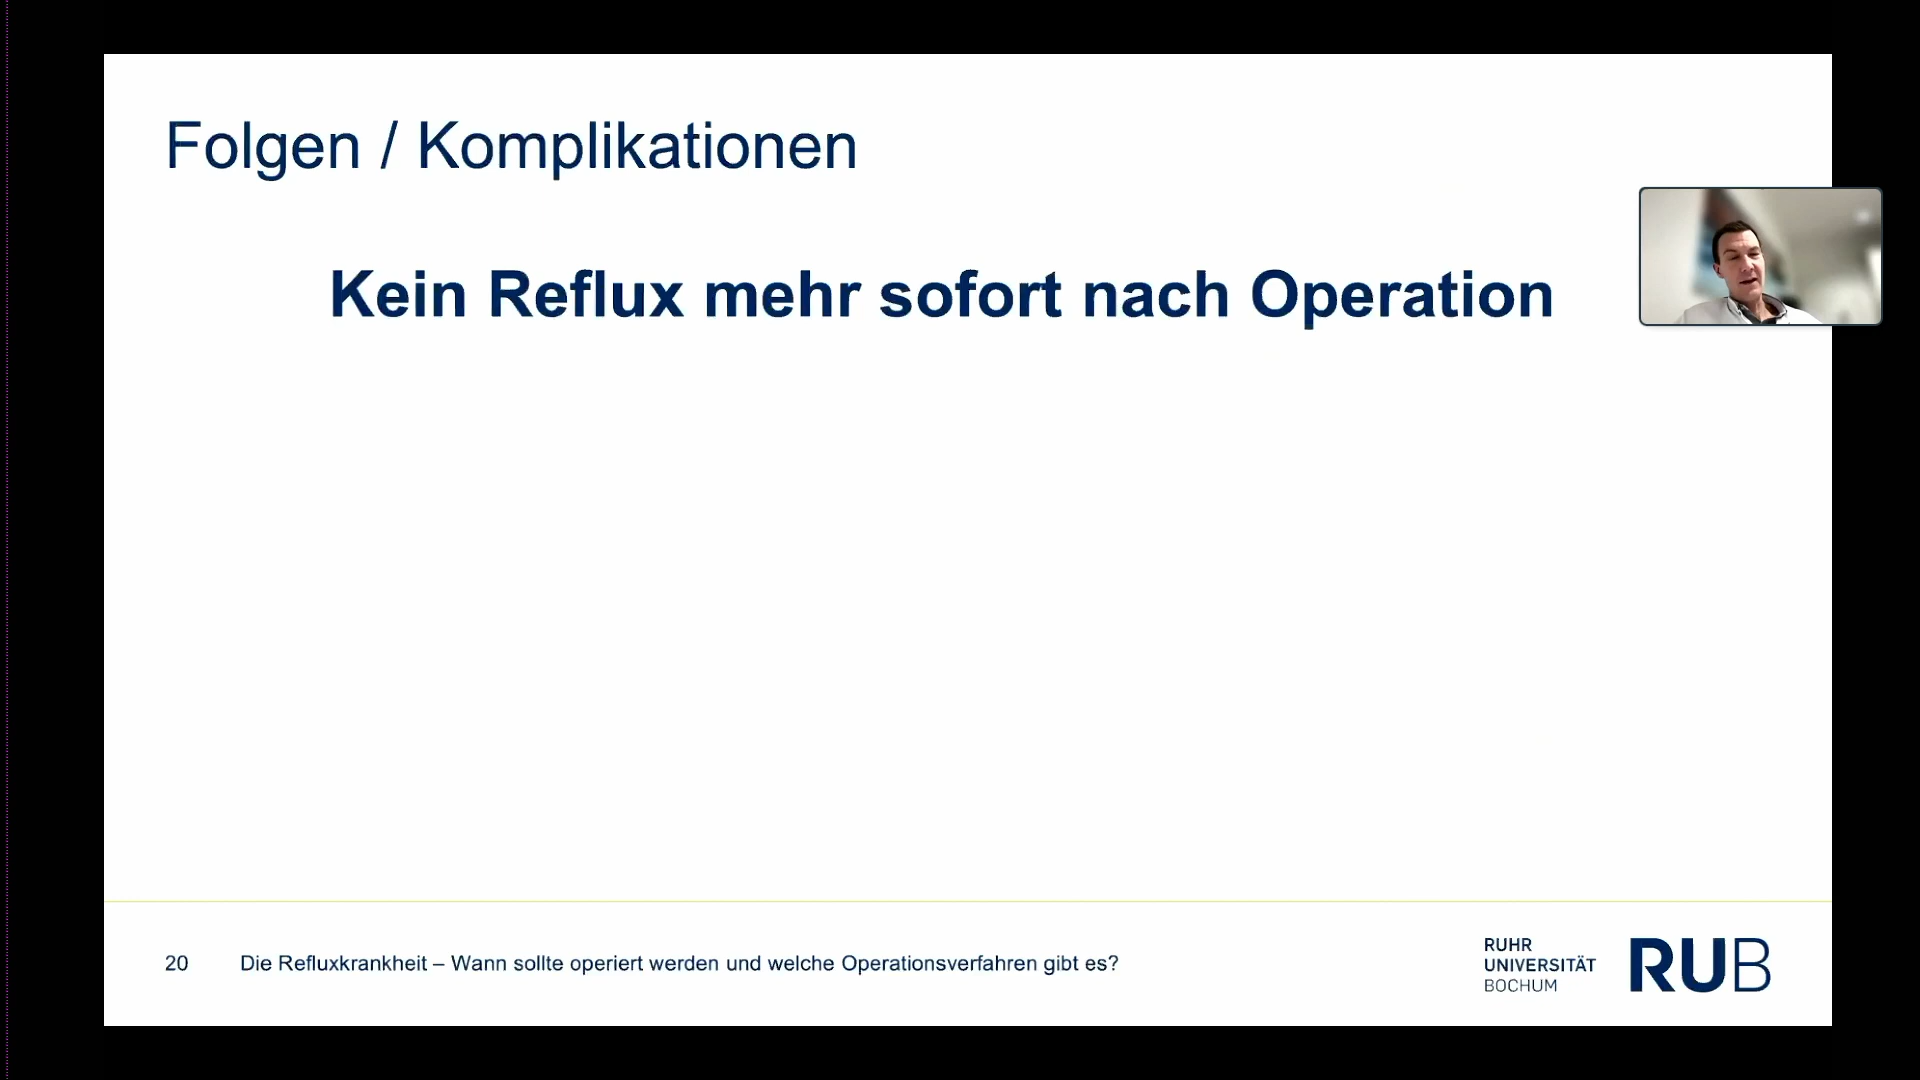 Folgen / Komplikationen
Kein Reflux mehr sofort nach Operation
20 Die Refluxkrankheit – Wann sollte operiert werden und welche Operationsverfahren gibt es?
RUHR
UNIVERSITÄT
BOCHUM
RUB